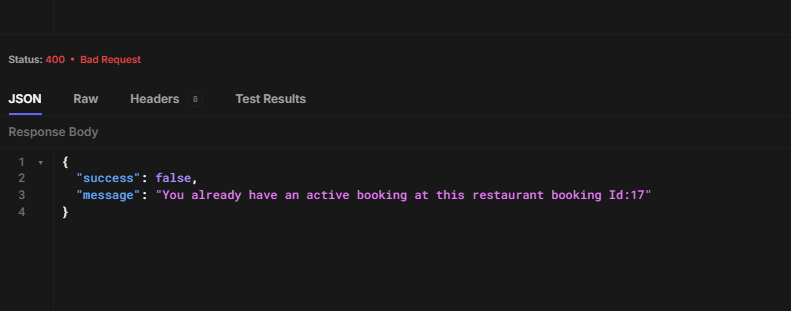 Status: 400 • Bad Request
JSON Raw Headers 8 Test Results
Response Body
1 {
2 "success": false,
3 "message": "You already have an active booking at this restaurant booking Id:17"
4 }